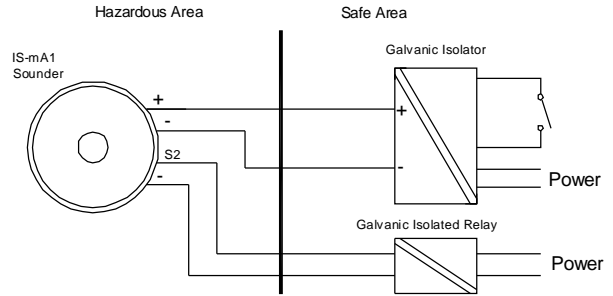 Hazardous Area
Safe Area
IS-mA1
Sounder
Galvanic Isolator
+
-
S2
-
+
-
Power
Galvanic Isolated Relay
Power